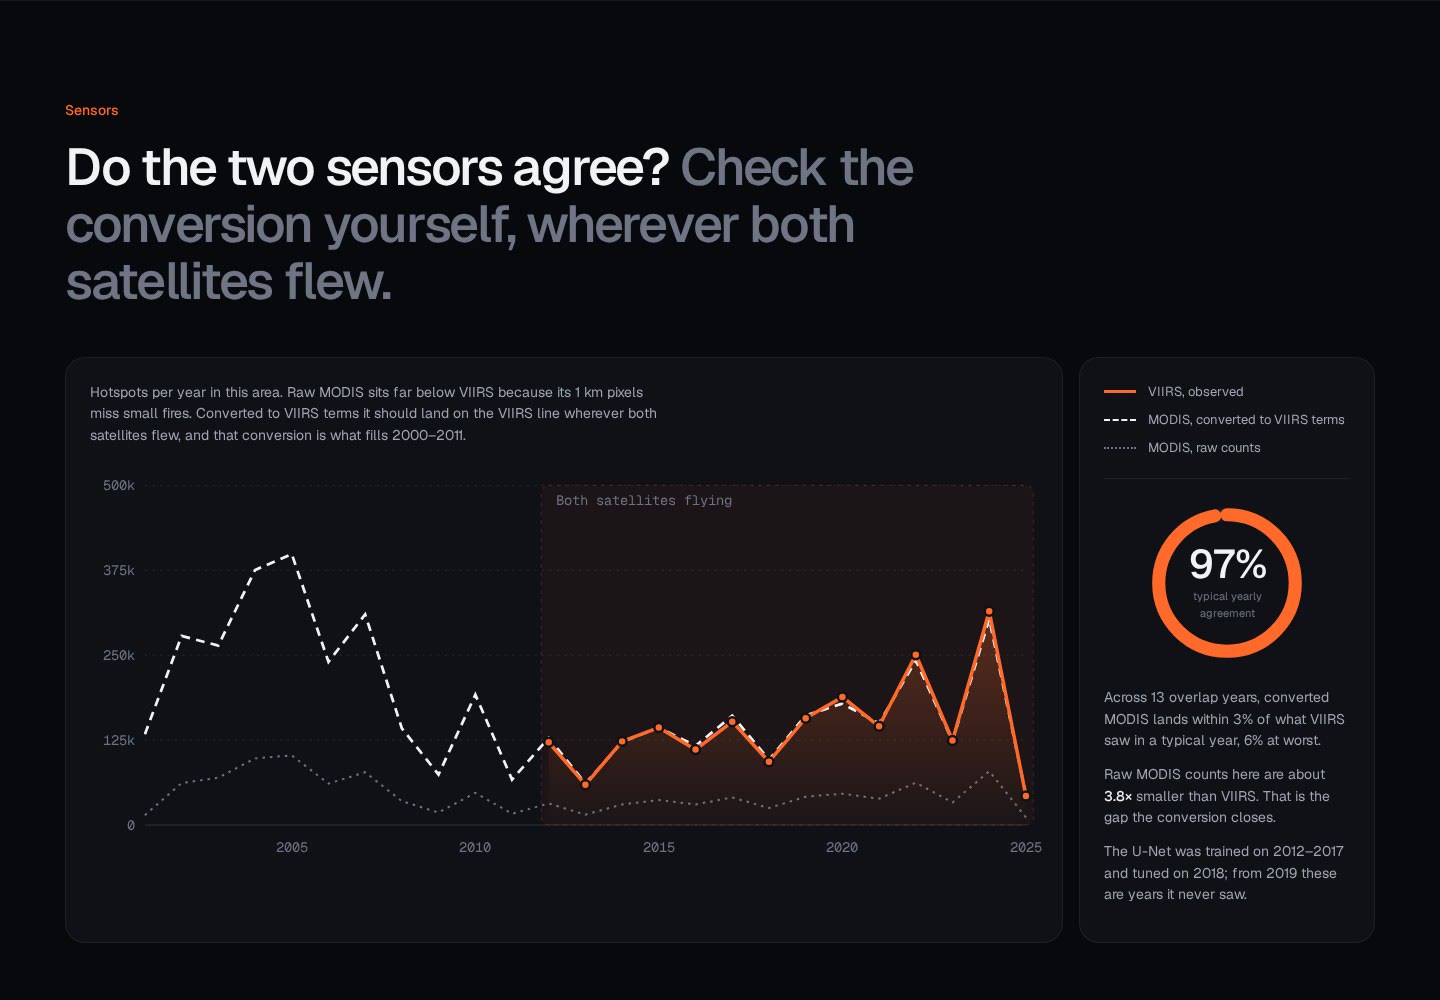 Sensors
Do the two sensors agree? Check the
conversion yourself, wherever both
satellites flew.
Hotspots per year in this area. Raw MODIS sits far below VIIRS because its 1 km pixels
miss small fires. Converted to VIIRS terms it should land on the VIIRS line wherever both
satellites flew, and that conversion is what fills 2000–2011.
500k
Both satellites flying
375k
250k
125k
0
2005
2010
2015
2020
2025
VIIRS, observed
MODIS, converted to VIIRS terms
MODIS, raw counts
97%
typical yearly
agreement
Across 13 overlap years, converted
MODIS lands within 3% of what VIIRS
saw in a typical year, 6% at worst.
Raw MODIS counts here are about
3.8× smaller than VIIRS. That is the
gap the conversion closes.
The U-Net was trained on 2012–2017
and tuned on 2018; from 2019 these
are years it never saw.